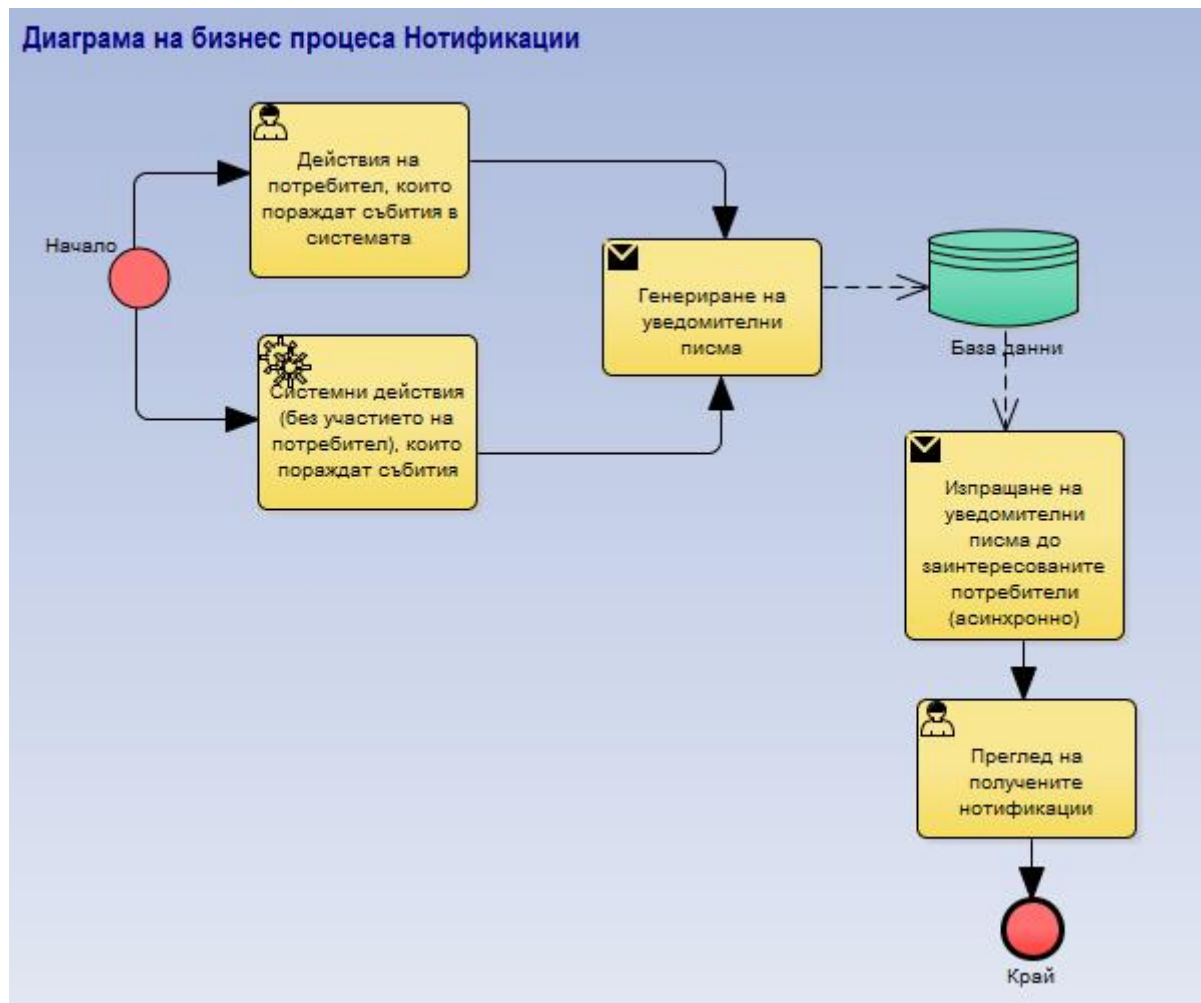 Диаграма на бизнес процеса Нотификации
Действия на
потребител, които
пораждат събития в
системата
Начало
Генериране на
уведомителни
писма
База данни
Системни действия
(без участието на
потребител), които
пораждат събития
Изпращане на
уведомителни
писма до
заинтересованите
потребители
(асинхронно)
Преглед на
получените
нотификации
Край